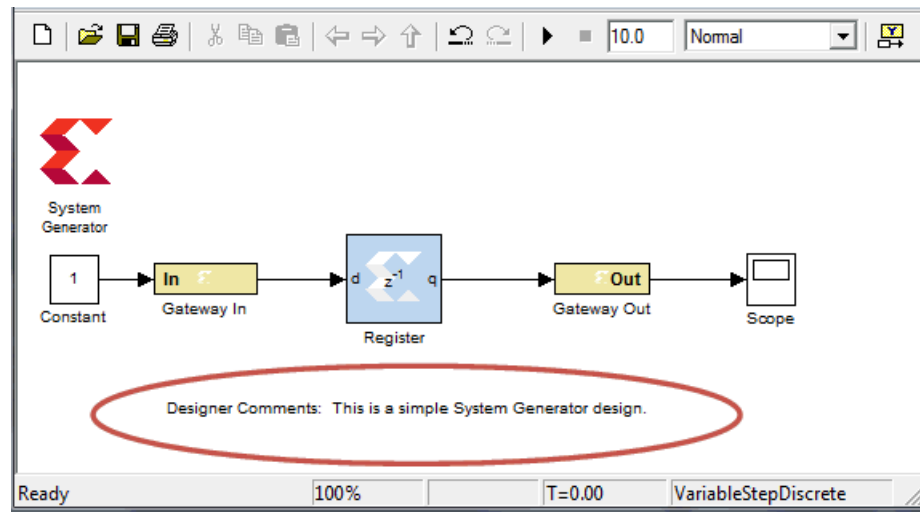 10.0 Normal
System
Generator
1
Constant
In
Gateway In
d z-1 q
Register
Out
Gateway Out
Scope
Designer Comments: This is a simple System Generator design.
Ready 100% T=0.00 VariableStepDiscrete